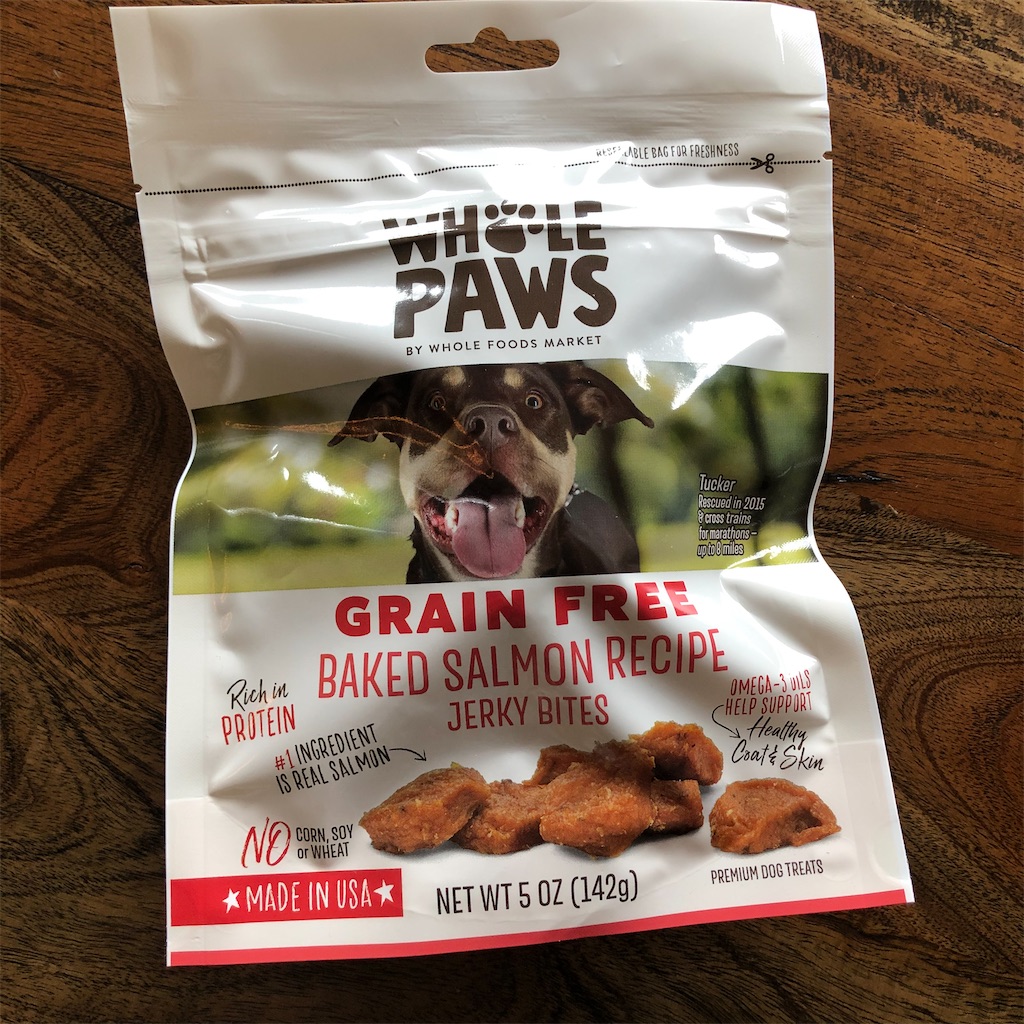 RESEALABLE BAG FOR FRESHNESS
WHOLE
PAWS
BY WHOLE FOODS MARKET
Tucker
Rescued in 2015
& cross trains
for marathons –
up to 8 miles
GRAIN FREE
BAKED SALMON RECIPE
JERKY BITES
Rich in
PROTEIN
#1 INGREDIENT
IS REAL SALMON
OMEGA-3 OILS
HELP SUPPORT
Healthy
Coat & Skin
NO CORN, SOY
or WHEAT
MADE IN USA
NET WT 5 OZ (142g)
PREMIUM DOG TREATS